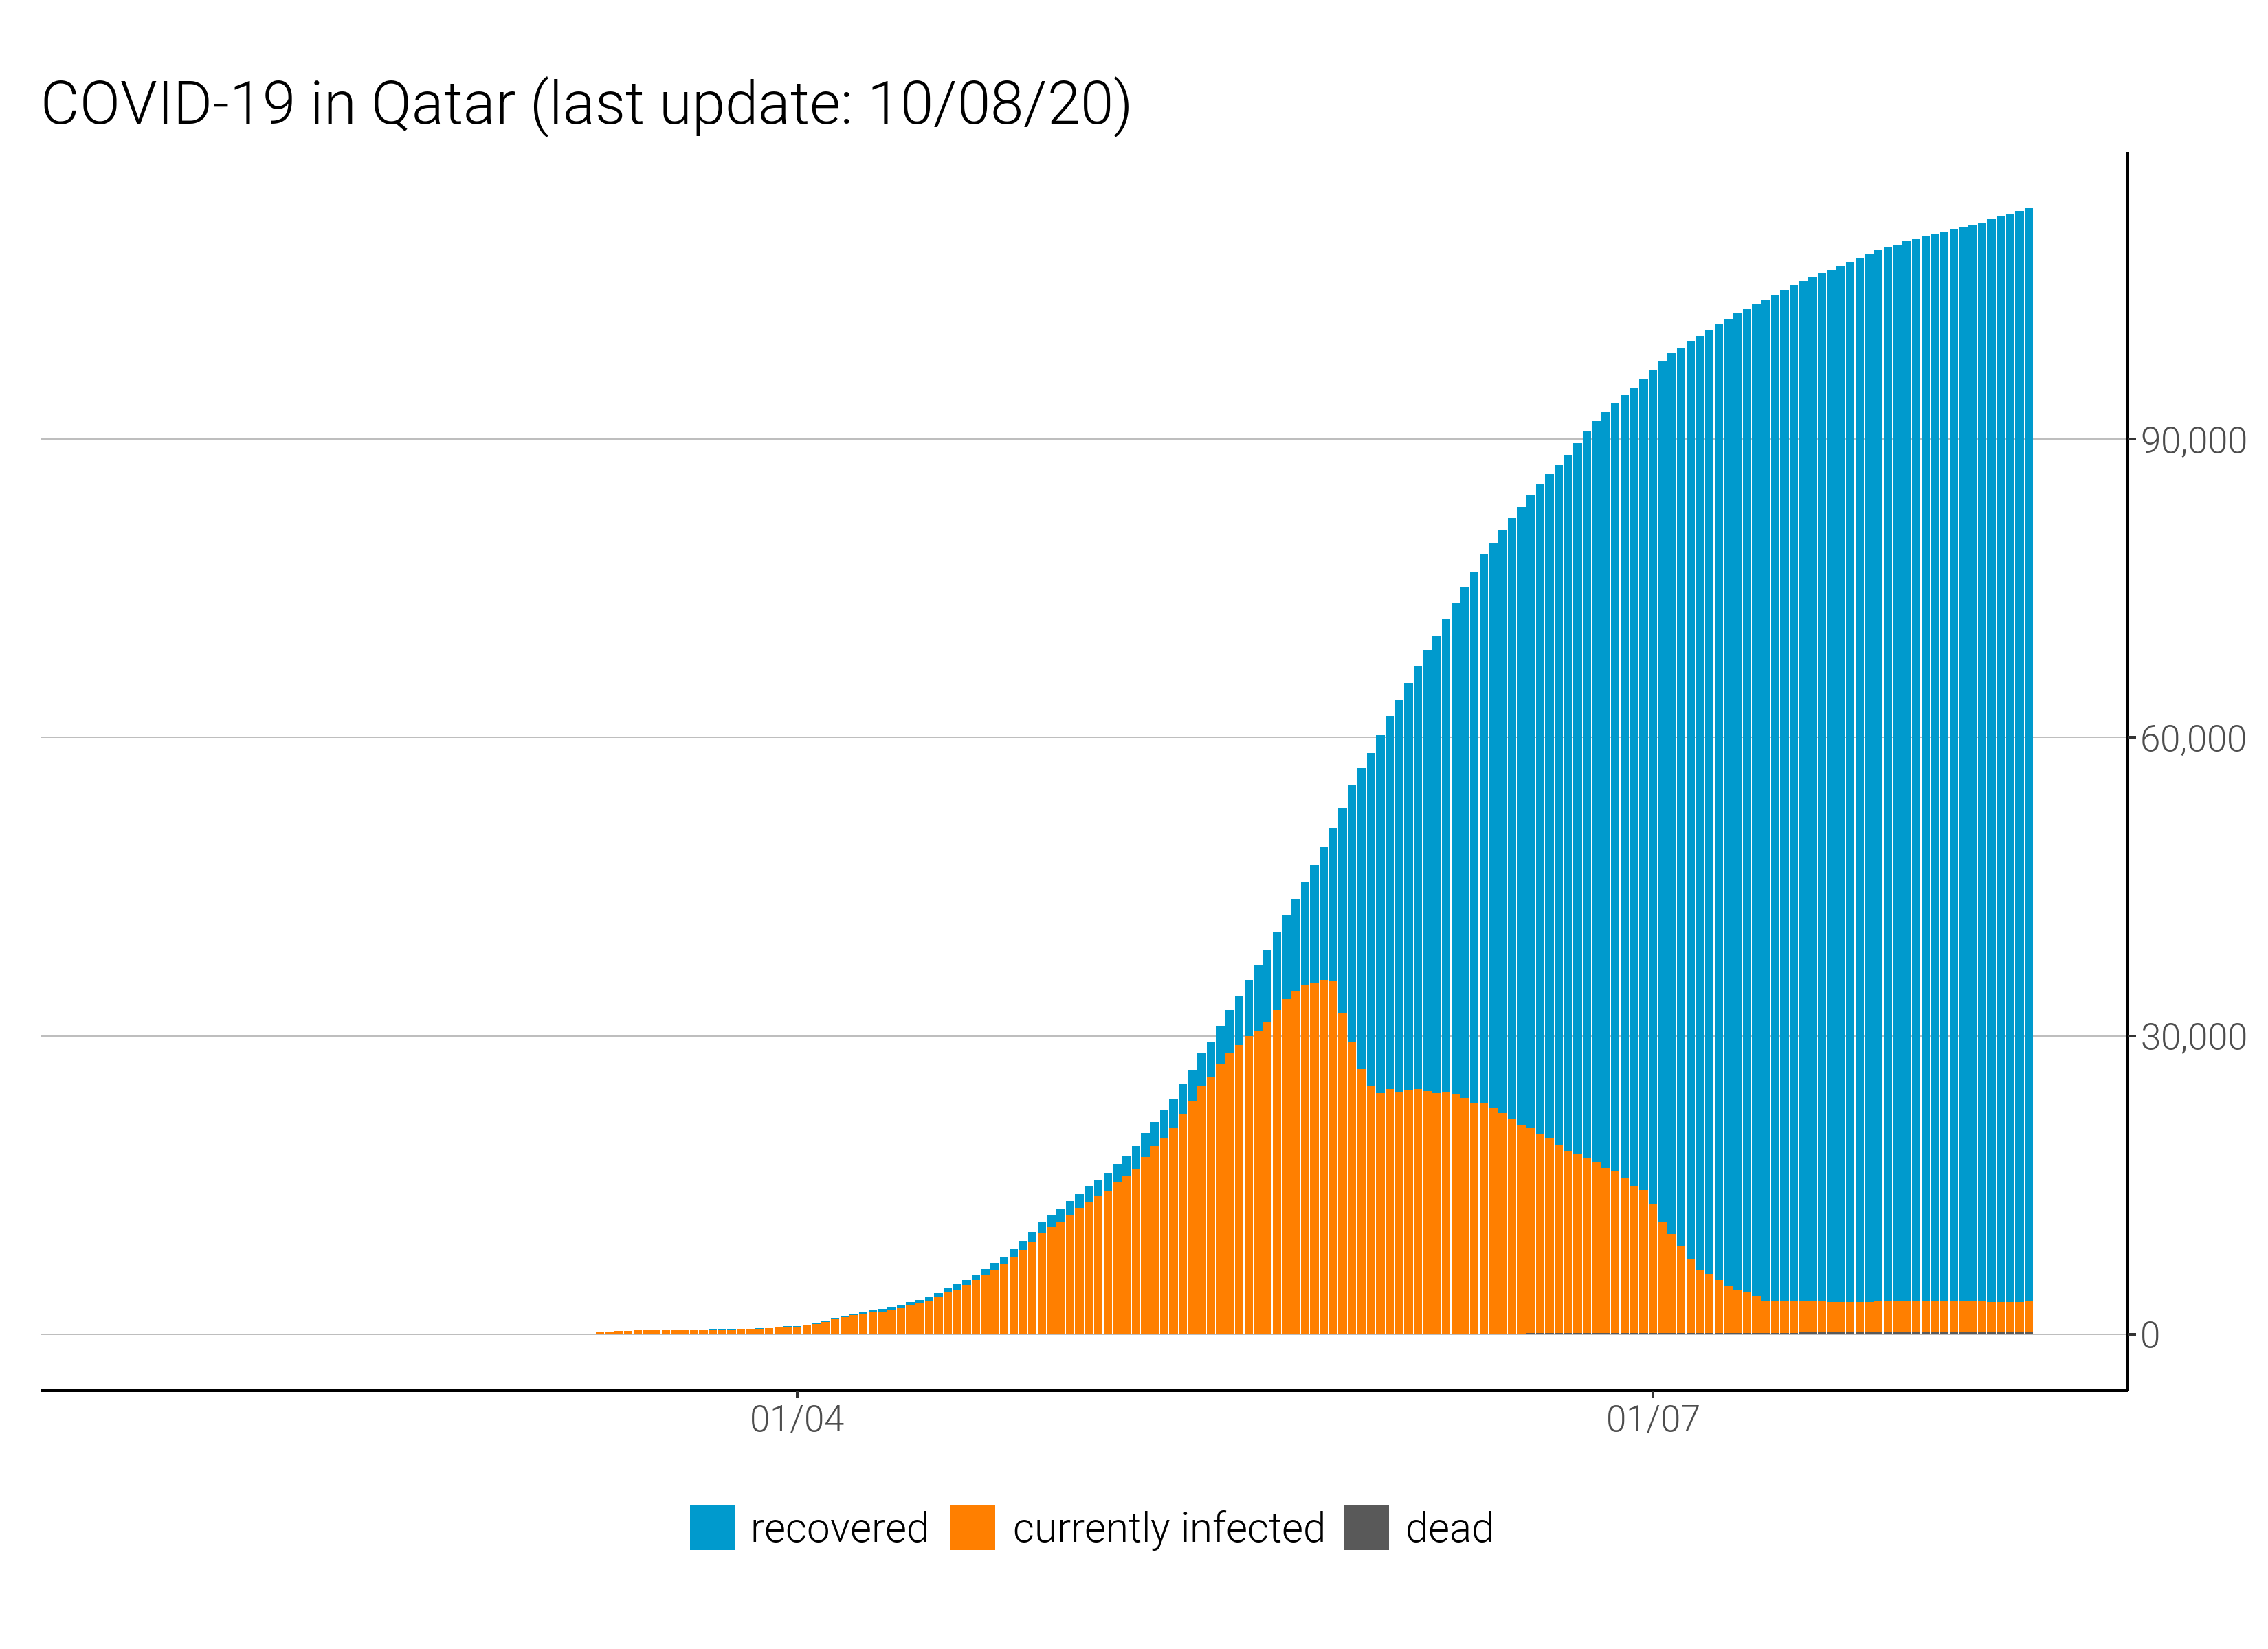 COVID-19 in Qatar (last update: 10/08/20)
90,000
60,000
30,000
0
01/04 01/07
recovered currently infected dead